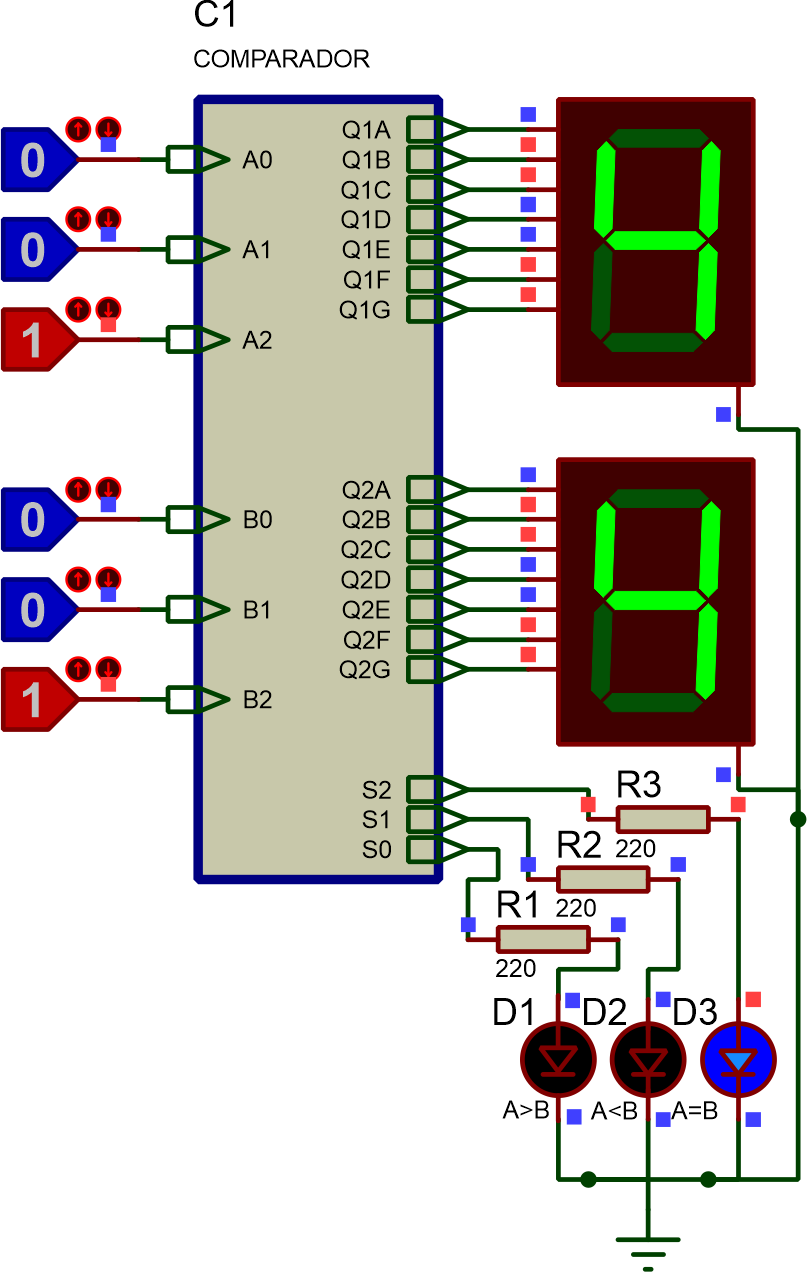 C1
COMPARADOR
0
A0
0
A1
1
A2
0
B0
0
B1
1
B2
Q1A
Q1B
Q1C
Q1D
Q1E
Q1F
Q1G
Q2A
Q2B
Q2C
Q2D
Q2E
Q2F
Q2G
S2
S1
S0
4
4
R3
220
R2
220
R1
220
D1
D2
D3
A>B
A<B
A=B